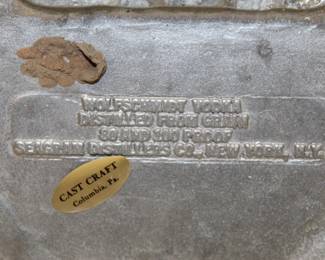 WOLFSCHMIDT VODKA
DISTILLED FROM GRAIN
80 AND 100 PROOF
SEAGRAM DISTILLERS CO., NEW YORK, N.Y.
CAST CRAFT
Columbia, Pa.